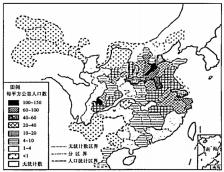 图例
每平方公里人口数
100-150
60-100
40-60
20-40
10-20
4-10
1-4
<1
无统计数
无统计数区界
分区界
人口统计区界